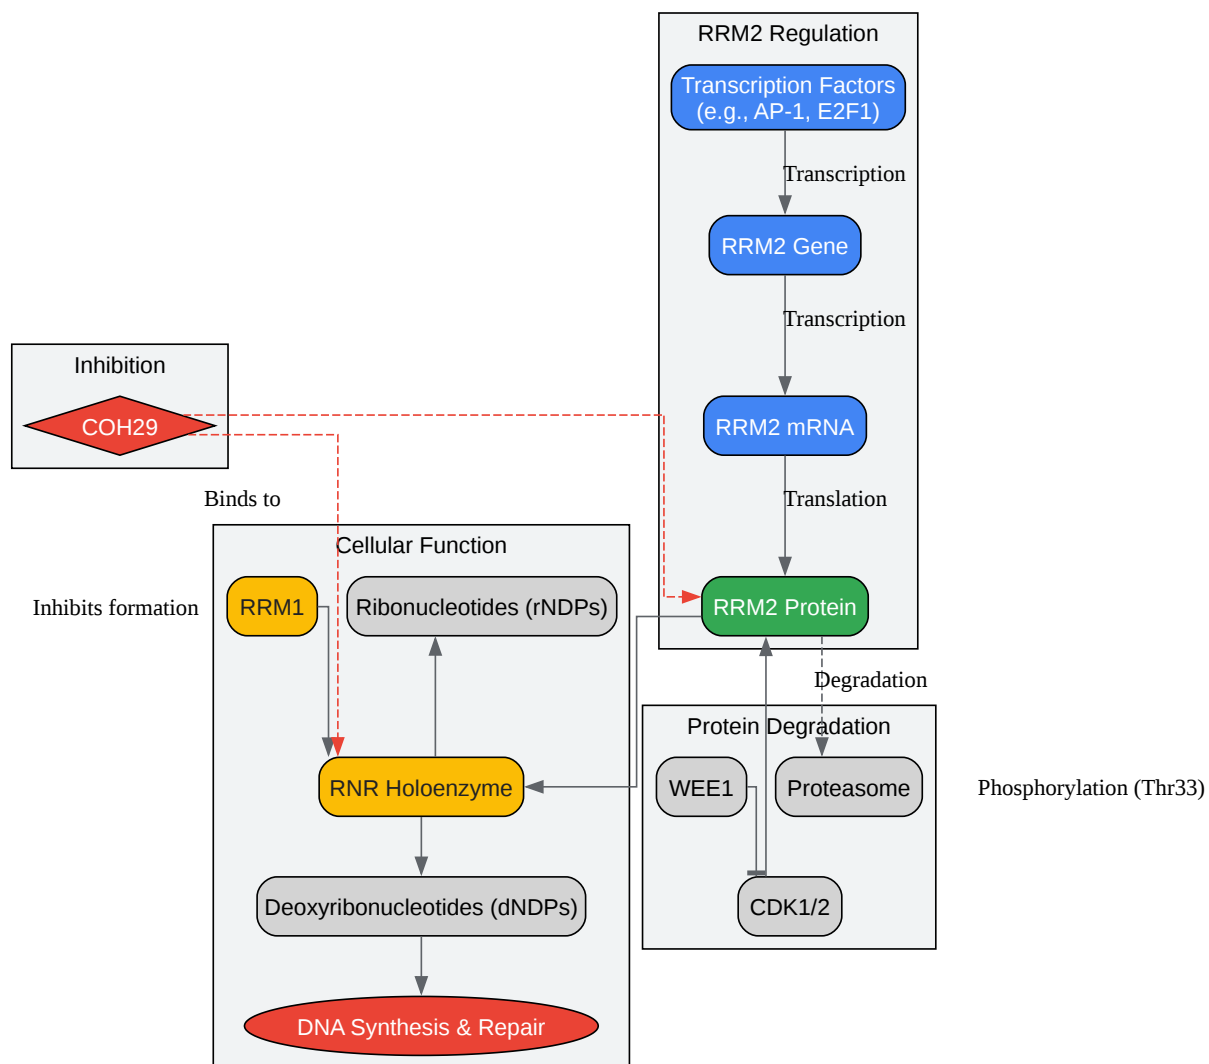 RRM2 Regulation
Transcription Factors
(e.g., AP-1, E2F1)
Transcription
RRM2 Gene
Transcription
Inhibition
COH29
RRM2 mRNA
Binds to
Translation
Cellular Function
RRM1
Ribonucleotides (rNDPs)
RRM2 Protein
Inhibits formation
Degradation
Protein Degradation
RNR Holoenzyme
WEE1
Proteasome
Phosphorylation (Thr33)
Deoxyribonucleotides (dNDPs)
CDK1/2
DNA Synthesis & Repair